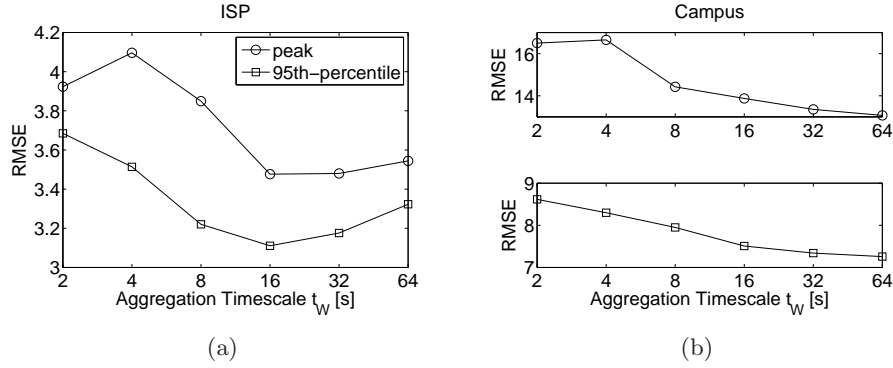 ISP
4.2
4
3.8
3.6
3.4
3.2
3
RMSE
peak
95th−percentile
2 4 8 16 32 64
Aggregation Timescale t_W [s]
(a)
Campus
16
13
RMSE
2 4 8 16 32 64
9
8
7
RMSE
2 4 8 16 32 64
Aggregation Timescale t_W [s]
(b)